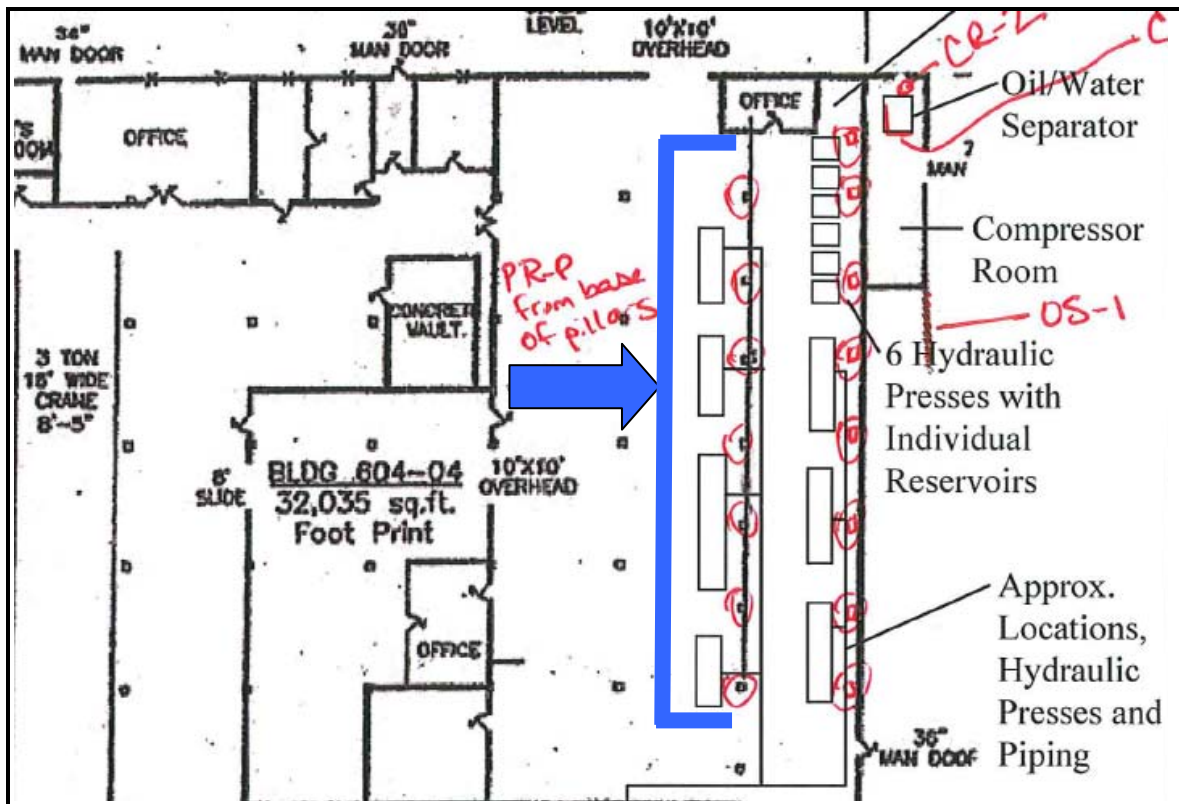 34"
MAN DOOR
36"
MAN DOOR
LEVEL
10'X10'
OVERHEAD
CR-2
C
OFFICE
OFFICE
Oil/Water
Separator
MAN
Compressor
Room
OS-1
CONCRETE
VAULT.
PR-P
from base
of pillars
3 TON
18' WIDE
CRANE
8'-5"
6 Hydraulic
Presses with
Individual
Reservoirs
8'
SLIDE
BLDG 604-04
32,035 sq.ft.
Foot Print
10'X10'
OVERHEAD
OFFICE
Approx.
Locations,
Hydraulic
Presses and
Piping
36"
MAN DOOR